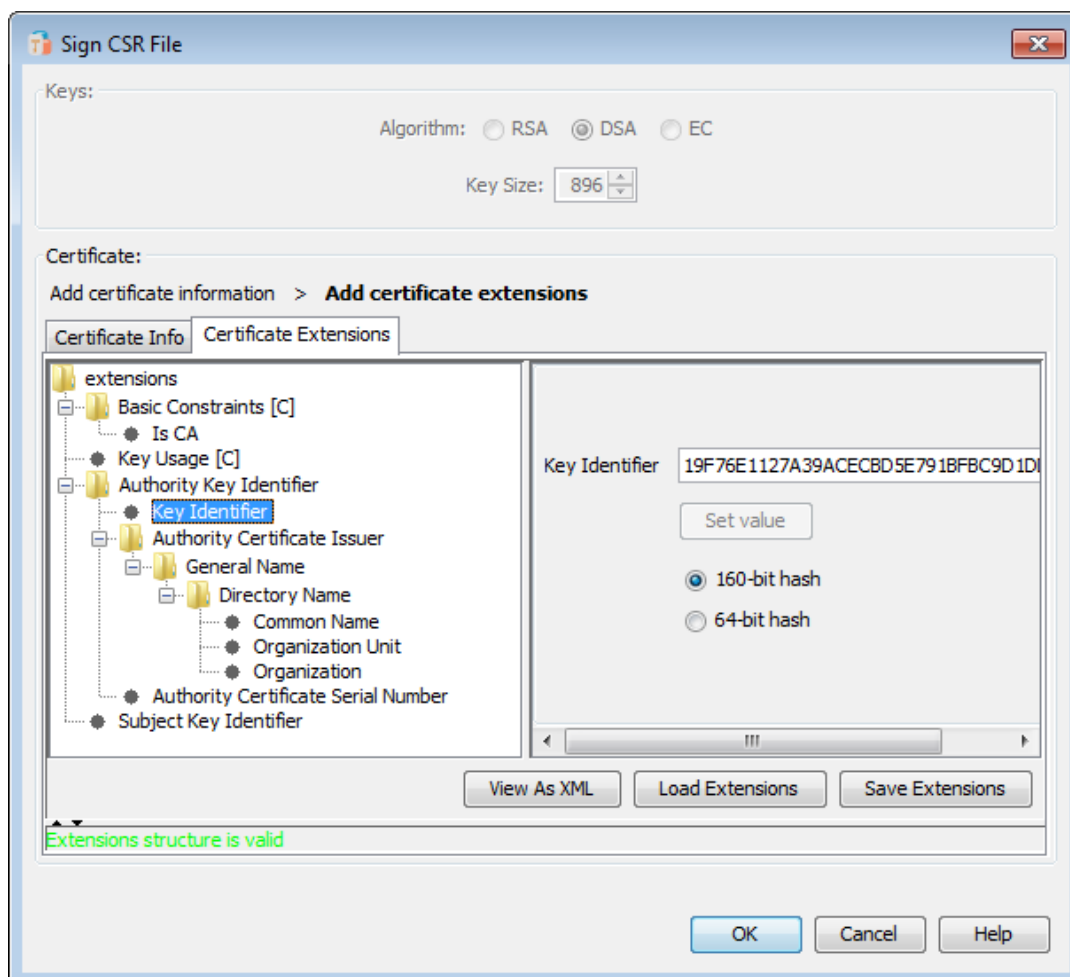 Sign CSR File
Keys:
Algorithm: RSA DSA EC
Key Size: 896
Certificate:
Add certificate information > Add certificate extensions
Certificate Info Certificate Extensions
extensions
Basic Constraints [C]
Is CA
Key Usage [C]
Authority Key Identifier
Key Identifier
Authority Certificate Issuer
General Name
Directory Name
Common Name
Organization Unit
Organization
Authority Certificate Serial Number
Subject Key Identifier
Key Identifier
Set value
160-bit hash
64-bit hash
View As XML Load Extensions Save Extensions
Extensions structure is valid
OK Cancel Help